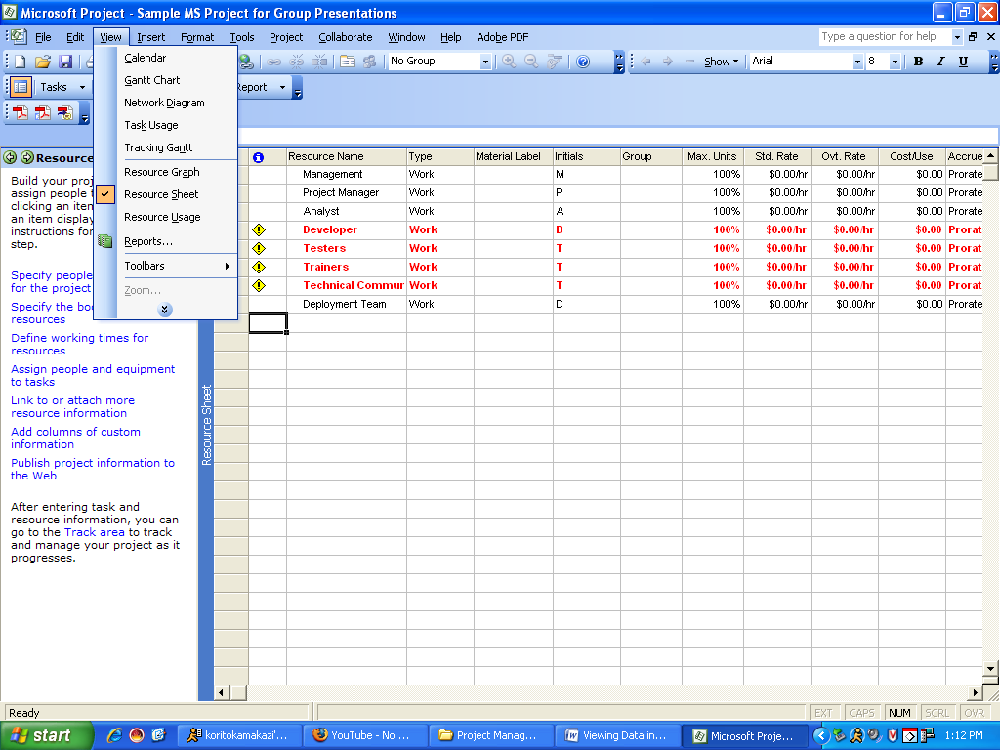 Microsoft Project - Sample MS Project for Group Presentations
File Edit View Insert Format Tools Project Collaborate Window Help Adobe PDF Type a question for help
No Group Show Arial 8 B I U
Tasks Report
Calendar
Gantt Chart
Network Diagram
Task Usage
Tracking Gantt
Resource Graph
Resource Sheet
Resource Usage
Reports...
Toolbars
Zoom...
Resource
Build your
assign people
clicking an
an item
instructions for
step.
Specify people
for the project
Specify the
resources
Define working times for
resources
Assign people and equipment
to tasks
Link to or attach more
resource information
Add columns of custom
information
Publish project information to
the Web
After entering task and
resource information, you can
go to the Track area to track
and manage your project as it
progresses.
Resource Sheet
Resource Name Type Material Label Initials Group Max. Units Std. Rate Ovt. Rate Cost/Use Accrue
Management Work M 100% $0.00/hr $0.00/hr $0.00 Prorate
Project Manager Work P 100% $0.00/hr $0.00/hr $0.00 Prorate
Analyst Work A 100% $0.00/hr $0.00/hr $0.00 Prorate
Developer Work D 100% $0.00/hr $0.00/hr $0.00 Prorat
Testers Work T 100% $0.00/hr $0.00/hr $0.00 Prorat
Trainers Work T 100% $0.00/hr $0.00/hr $0.00 Prorat
Technical Commur Work T 100% $0.00/hr $0.00/hr $0.00 Prorat
Deployment Team Work D 100% $0.00/hr $0.00/hr $0.00 Prorate
Ready EXT CAPS NUM SCRL OVR
start koritokamakazi'... YouTube - No ... Project Manag... Viewing Data in... Microsoft Proje... 1:12 PM